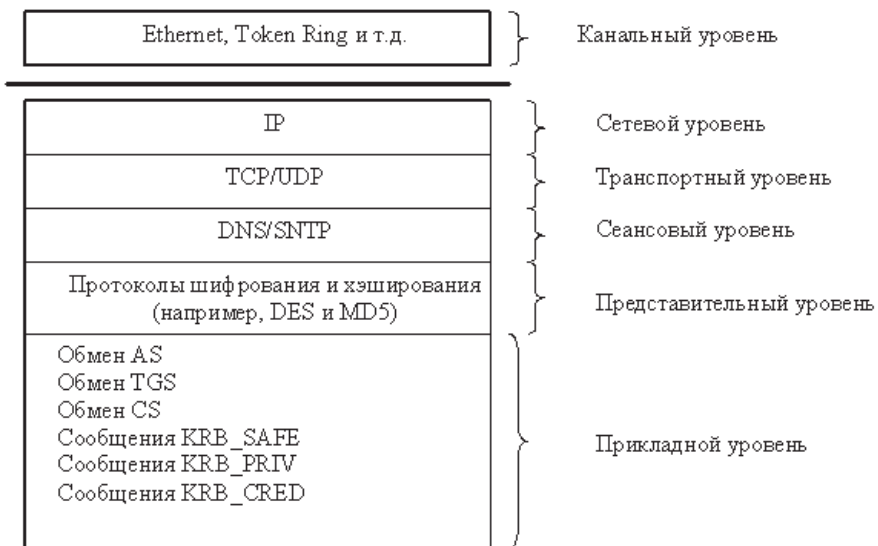 Ethernet, Token Ring и т.д.
Канальный уровень
IP
Сетевой уровень
TCP/UDP
Транспортный уровень
DNS/SNTP
Сеансовый уровень
Протоколы шифрования и хэширования
(например, DES и MD5)
Представительный уровень
Обмен AS
Обмен TGS
Обмен CS
Сообщения KRB_SAFE
Сообщения KRB_PRIV
Сообщения KRB_CRED
Прикладной уровень